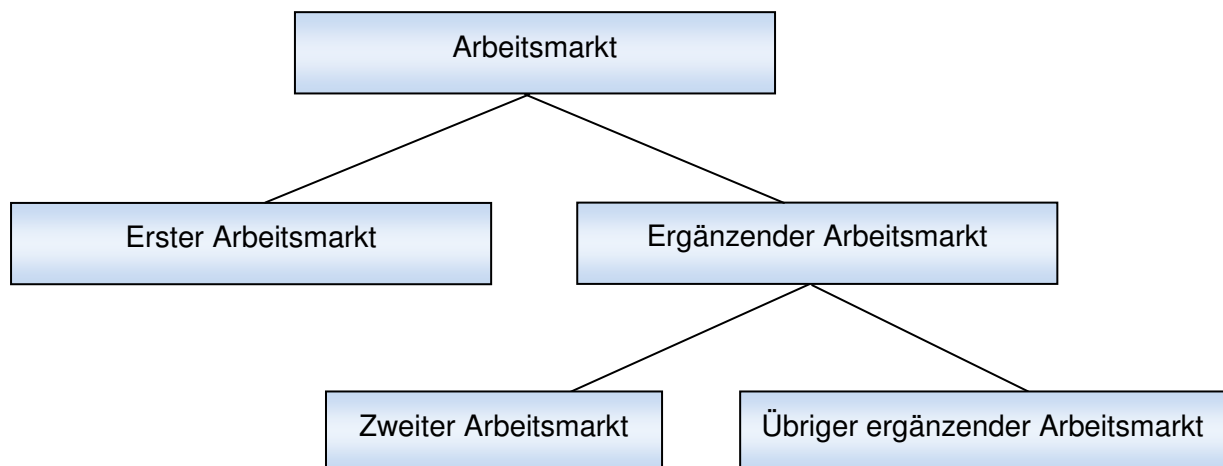 Arbeitsmarkt
Erster Arbeitsmarkt
Ergänzender Arbeitsmarkt
Zweiter Arbeitsmarkt
Übriger ergänzender Arbeitsmarkt